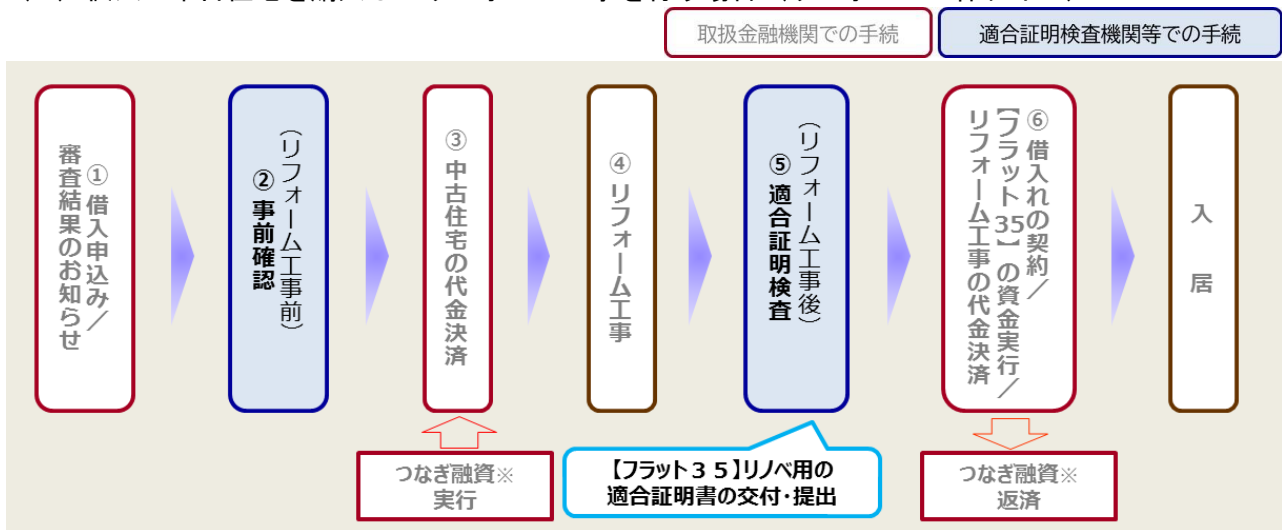 取扱金融機関での手続
適合証明検査機関等での手続
①借入申込み／
審査結果のお知らせ
（リフォーム工事前）
②事前確認
③中古住宅の代金決済
④リフォーム工事
（リフォーム工事後）
⑤適合証明検査
⑥借入れの契約／
【フラット35】の資金実行／
リフォーム工事の代金決済
入居
つなぎ融資※
実行
【フラット３５】リノベ用の
適合証明書の交付・提出
つなぎ融資※
返済